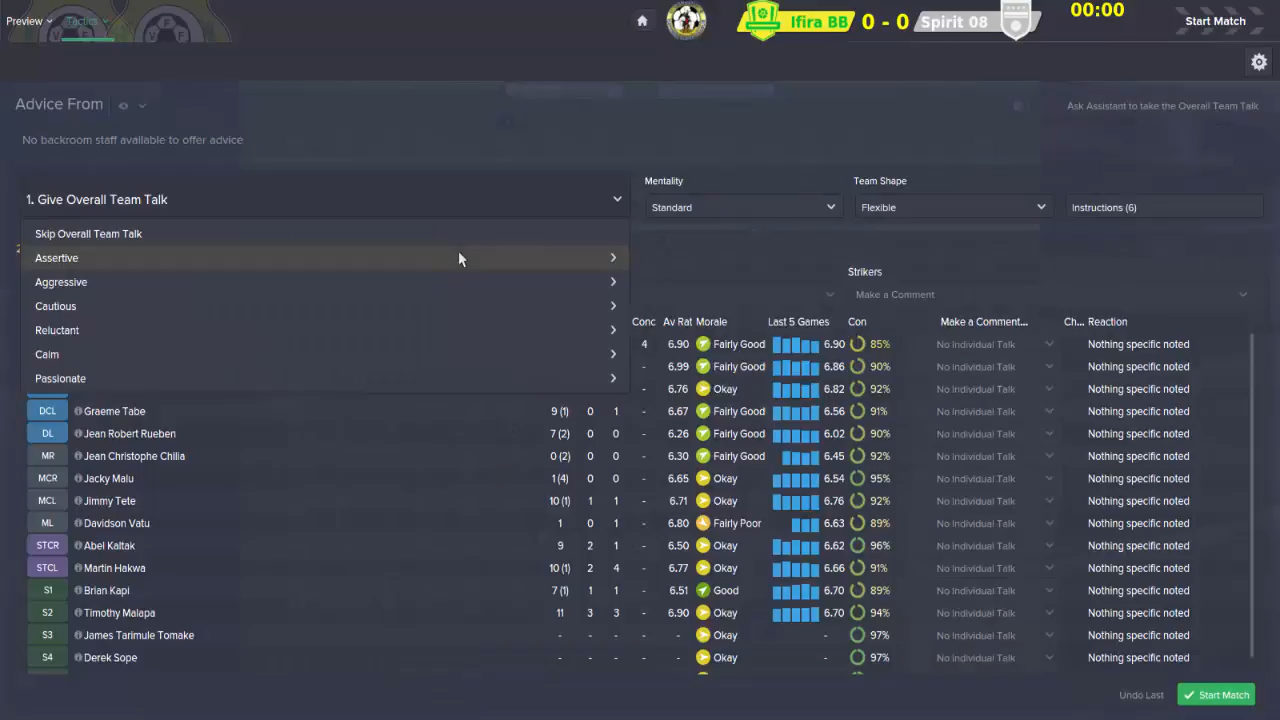 Preview Tactics Ifira BB 0 - 0 Spirit 08 00:00 Start Match
Advice From Ask Assistant to take the Overall Team Talk
No backroom staff available to offer advice
Mentality Team Shape
1. Give Overall Team Talk Standard Flexible Instructions (6)
Skip Overall Team Talk
Assertive
Aggressive
Cautious
Reluctant
Calm
Passionate
Strikers
Make a Comment
Conc Av Rat Morale Last 5 Games Con Make a Comment... Ch... Reaction
4 6.90 Fairly Good 6.90 85% No Individual Talk Nothing specific noted
- 6.99 Fairly Good 6.86 90% No Individual Talk Nothing specific noted
- 6.76 Okay 6.82 92% No Individual Talk Nothing specific noted
DCL Graeme Tabe 9 (1) 0 1 - 6.67 Fairly Good 6.56 91% No Individual Talk Nothing specific noted
DL Jean Robert Rueben 7 (2) 0 0 - 6.26 Fairly Good 6.02 90% No Individual Talk Nothing specific noted
MR Jean Christophe Chilia 0 (2) 0 0 - 6.30 Fairly Good 6.45 92% No Individual Talk Nothing specific noted
MCR Jacky Malu 1 (4) 0 0 - 6.65 Okay 6.54 95% No Individual Talk Nothing specific noted
MCL Jimmy Tete 10 (1) 1 1 - 6.71 Okay 6.76 92% No Individual Talk Nothing specific noted
ML Davidson Vatu 1 0 1 - 6.80 Fairly Poor 6.63 89% No Individual Talk Nothing specific noted
STCR Abel Kaltak 9 2 1 - 6.50 Okay 6.62 96% No Individual Talk Nothing specific noted
STCL Martin Hakwa 10 (1) 2 4 - 6.77 Okay 6.66 91% No Individual Talk Nothing specific noted
S1 Brian Kapi 7 (1) 1 1 - 6.51 Good 6.70 89% No Individual Talk Nothing specific noted
S2 Timothy Malapa 11 3 3 - 6.90 Okay 6.70 94% No Individual Talk Nothing specific noted
S3 James Tarimule Tomake - - - - - Okay - 97% No Individual Talk Nothing specific noted
S4 Derek Sope - - - - - Okay - 97% No Individual Talk Nothing specific noted
Undo Last Start Match